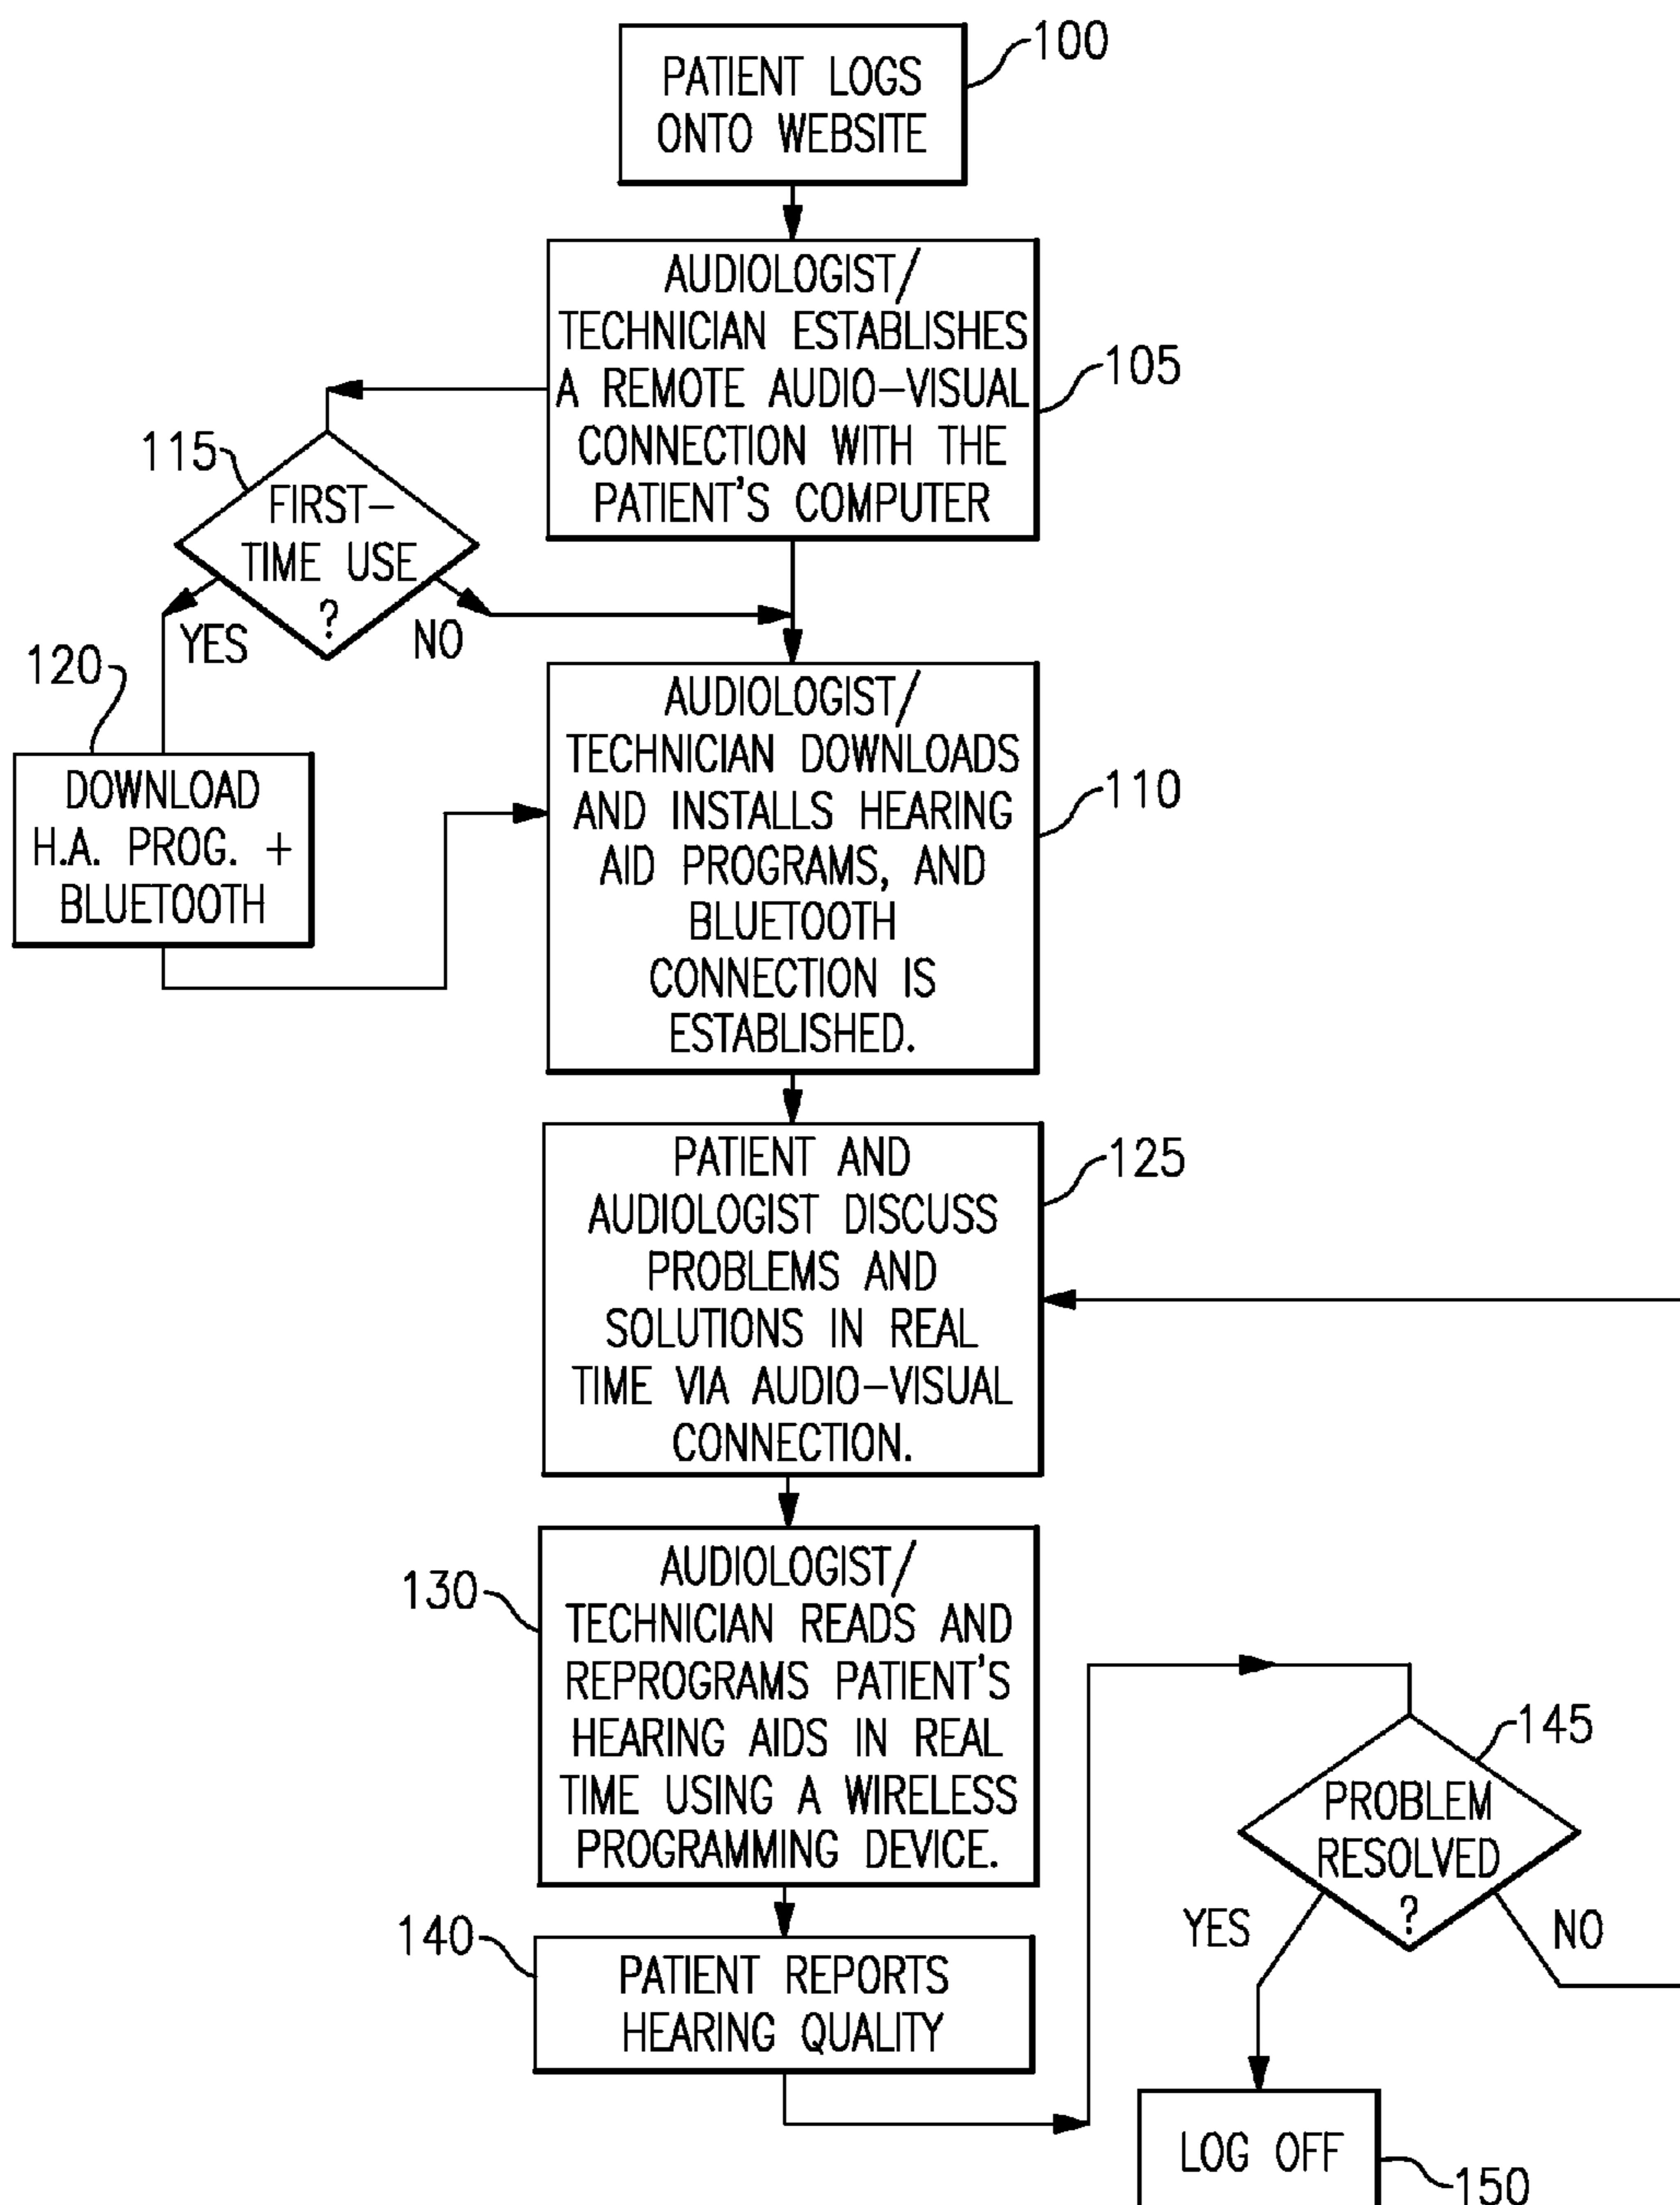 PATIENT LOGS
ONTO WEBSITE
100
AUDIOLOGIST/
TECHNICIAN ESTABLISHES
A REMOTE AUDIO-VISUAL
CONNECTION WITH THE
PATIENT'S COMPUTER
105
115
FIRST-
TIME USE
?
YES
NO
120
DOWNLOAD
H.A. PROG. +
BLUETOOTH
AUDIOLOGIST/
TECHNICIAN DOWNLOADS
AND INSTALLS HEARING
AID PROGRAMS, AND
BLUETOOTH
CONNECTION IS
ESTABLISHED.
110
PATIENT AND
AUDIOLOGIST DISCUSS
PROBLEMS AND
SOLUTIONS IN REAL
TIME VIA AUDIO-VISUAL
CONNECTION.
125
130
AUDIOLOGIST/
TECHNICIAN READS AND
REPROGRAMS PATIENT'S
HEARING AIDS IN REAL
TIME USING A WIRELESS
PROGRAMMING DEVICE.
140
PATIENT REPORTS
HEARING QUALITY
145
PROBLEM
RESOLVED
?
YES
NO
LOG OFF
150